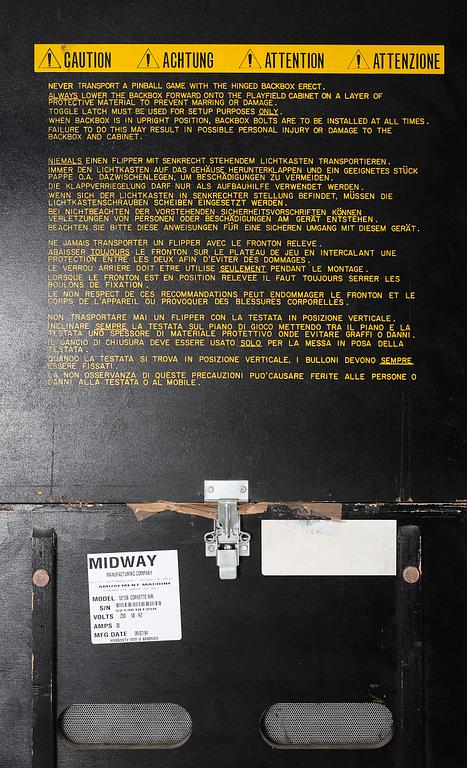 CAUTION ACHTUNG ATTENTION ATTENZIONE
NEVER TRANSPORT A PINBALL GAME WITH THE HINGED BACKBOX ERECT.
ALWAYS LOWER THE BACKBOX FORWARD ONTO THE PLAYFIELD CABINET ON A LAYER OF
PROTECTIVE MATERIAL TO PREVENT MARRING OR DAMAGE.
TOGGLE LATCH MUST BE USED FOR SETUP PURPOSES ONLY.
WHEN BACKBOX IS IN UPRIGHT POSITION, BACKBOX BOLTS ARE TO BE INSTALLED AT ALL TIMES.
FAILURE TO DO THIS MAY RESULT IN POSSIBLE PERSONAL INJURY OR DAMAGE TO THE
BACKBOX AND CABINET.
NIEMALS EINEN FLIPPER MIT SENKRECHT STEHENDEM LICHTKASTEN TRANSPORTIEREN.
IMMER DEN LICHTKASTEN AUF DAS GEHÄUSE HERUNTERKLAPPEN UND EIN GEEIGNETES STÜCK
PAPPE O.A. DAZWISCHENLEGEN, UM BESCHÄDIGUNGEN ZU VERMEIDEN.
DIE KLAPPVERIEGELUNG DARF NUR ALS AUFBAUHILFE VERWENDET WERDEN.
WENN SICH DER LICHTKASTEN IN SENKRECHTER STELLUNG BEFINDET, MÜSSEN DIE
LICHTKASTENSCHRAUBEN SCHEIBEN EINGESETZT WERDEN.
BEI NICHTBEACHTEN DER VORSTEHENDEN SICHERHEITSVORSCHRIFTEN KÖNNEN
VERLETZUNGEN VON PERSONEN ODER BESCHÄDIGUNGEN AM GERÄT ENTSTEHEN.
BEACHTEN SIE BITTE DIESE ANWEISUNGEN FÜR EINE SICHEREN UMGANG MIT DIESEM GERÄT.
NE JAMAIS TRANSPORTER UN FLIPPER AVEC LE FRONTON RELEVE.
ABAISSER TOUJOURS LE FRONTON SUR LE PLATEAU DE JEU EN INTERCALANT UNE
PROTECTION ENTRE LES DEUX AFIN D'ÉVITER DES DOMMAGES.
LE VERROU ARRIÈRE DOIT ETRE UTILISE SEULEMENT PENDANT LE MONTAGE.
LORSQUE LE FRONTON EST EN POSITION RELEVÉE IL FAUT TOUJOURS SERRER LES
BOULONS DE FIXATION.
LE NON RESPECT DE CES RECOMMANDATIONS PEUT ENDOMMAGER LE FRONTON ET LE
CORPS DE L'APPAREIL OU PROVOQUER DES BLESSURES CORPORELLES.
NON TRASPORTARE MAI UN FLIPPER CON LA TESTATA IN POSIZIONE VERTICALE.
INCLINARE SEMPRE LA TESTATA SUL PIANO DI GIOCO METTENDO TRA IL PIANO E LA
TESTATA UNO SPESSORE DI MATERIALE PROTETTIVO ONDE EVITARE GRAFFI O DANNI.
IL GANCIO DI CHIUSURA DEVE ESSERE USATO SOLO PER LA MESSA IN POSA DELLA
TESTATA.
QUANDO LA TESTATA SI TROVA IN POSIZIONE VERTICALE, I BULLONI DEVONO SEMPRE
ESSERE FISSATI.
LA NON OSSERVANZA DI QUESTE PRECAUZIONI PUO'CAUSARE FERITE ALLE PERSONE O
DANNI ALLA TESTATA O AL MOBILE.
MIDWAY
MANUFACTURING COMPANY
AMUSEMENT MACHINE
MODEL CORVETTE
S/N
VOLTS 230 50 HZ
AMPS
MFG DATE